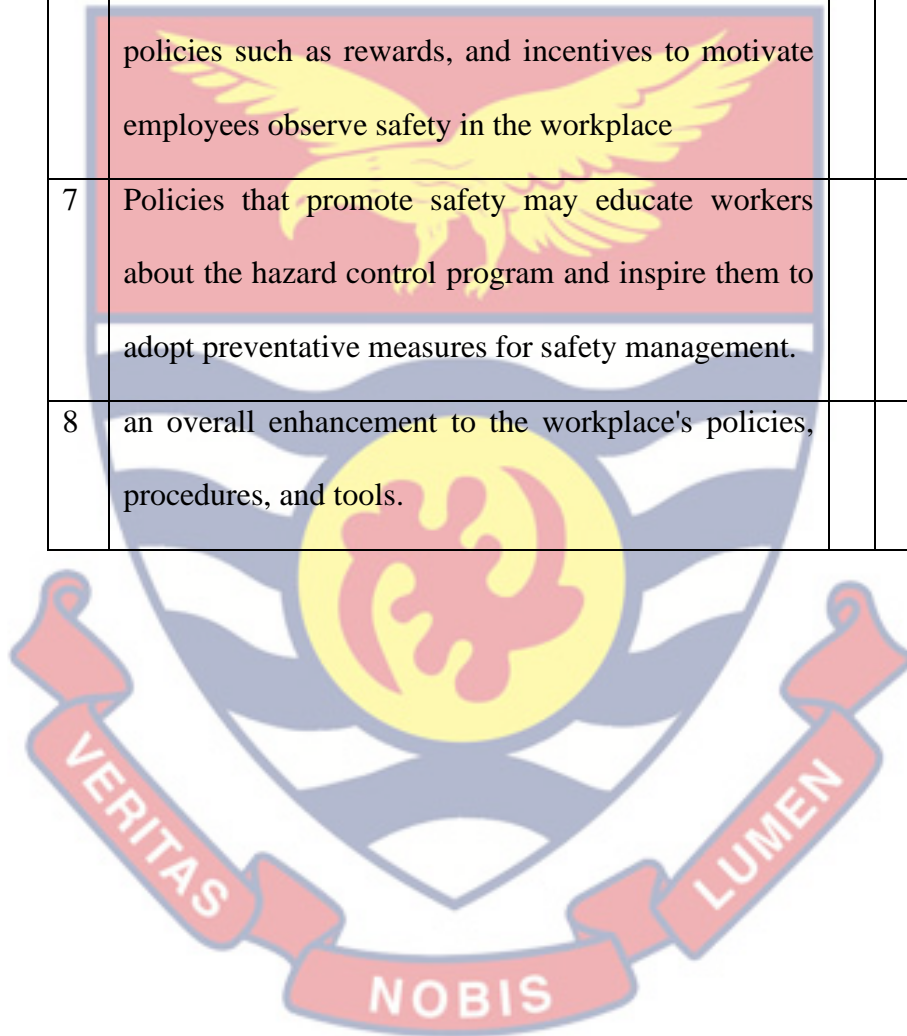 policies such as rewards, and incentives to motivate
employees observe safety in the workplace
7 Policies that promote safety may educate workers
about the hazard control program and inspire them to
adopt preventative measures for safety management.
8 an overall enhancement to the workplace's policies,
procedures, and tools.
VERITAS
NOBIS
LUMEN